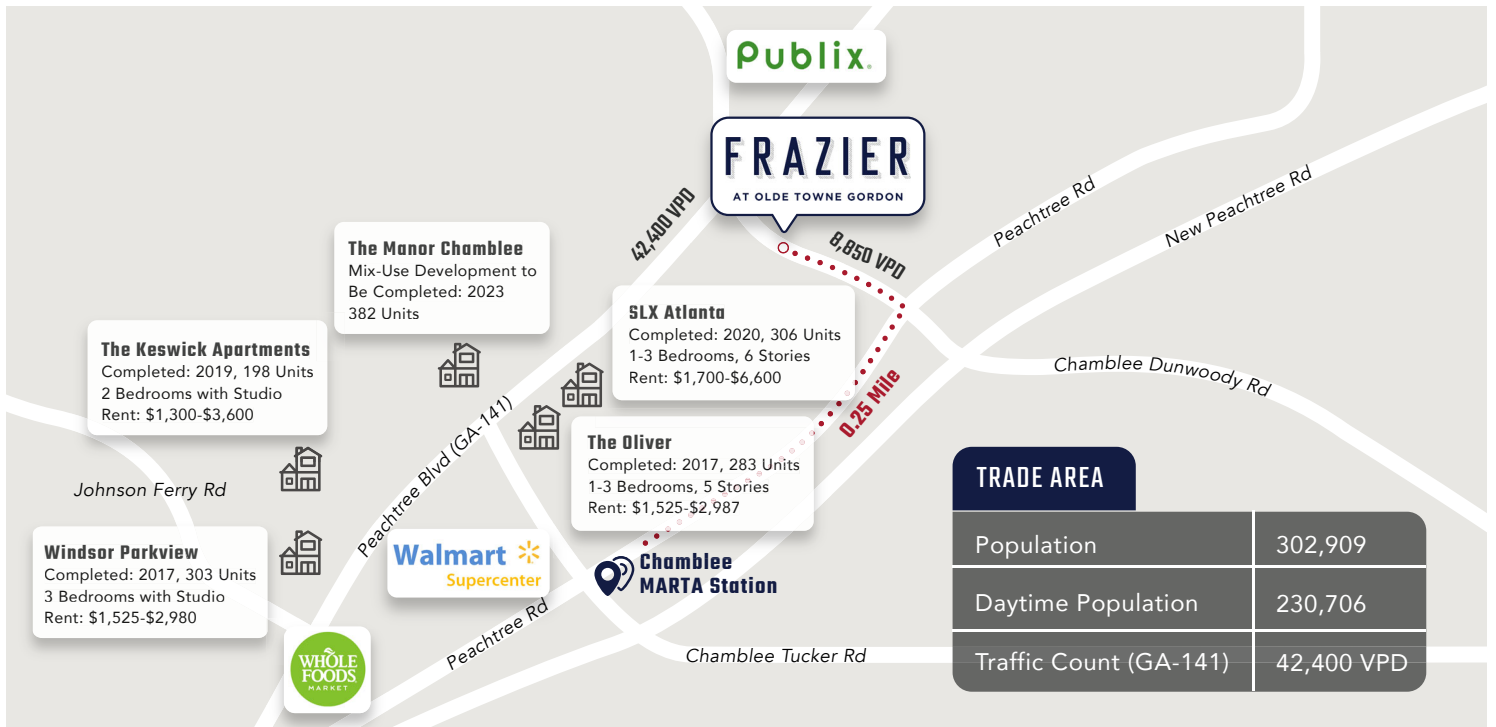 Publix.
FRAZIER
AT OLDE TOWNE GORDON
42,400 VPD
8,850 VPD
Peachtree Rd
New Peachtree Rd
The Manor Chamblee
Mix-Use Development to
Be Completed: 2023
382 Units
SLX Atlanta
Completed: 2020, 306 Units
1-3 Bedrooms, 6 Stories
Rent: $1,700-$6,600
The Keswick Apartments
Completed: 2019, 198 Units
2 Bedrooms with Studio
Rent: $1,300-$3,600
Chamblee Dunwoody Rd
0.25 Mile
Peachtree Blvd (GA-141)
The Oliver
Completed: 2017, 283 Units
1-3 Bedrooms, 5 Stories
Rent: $1,525-$2,987
Johnson Ferry Rd
Windsor Parkview
Completed: 2017, 303 Units
3 Bedrooms with Studio
Rent: $1,525-$2,980
Walmart
Supercenter
Chamblee
MARTA Station
Peachtree Rd
Chamblee Tucker Rd
WHOLE
FOODS
MARKET
TRADE AREA
Population 302,909
Daytime Population 230,706
Traffic Count (GA-141) 42,400 VPD